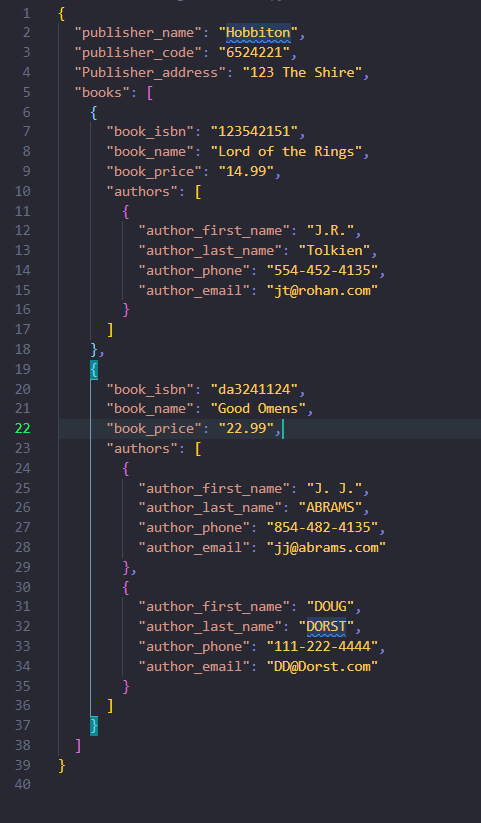 1 {
2   "publisher_name": "Hobbiton",
3   "publisher_code": "6524221",
4   "Publisher_address": "123 The Shire",
5   "books": [
6     {
7       "book_isbn": "123542151",
8       "book_name": "Lord of the Rings",
9       "book_price": "14.99",
10       "authors": [
11         {
12           "author_first_name": "J.R.",
13           "author_last_name": "Tolkien",
14           "author_phone": "554-452-4135",
15           "author_email": "jt@rohan.com"
16         }
17       ]
18     },
19     {
20       "book_isbn": "da3241124",
21       "book_name": "Good Omens",
22       "book_price": "22.99",
23       "authors": [
24         {
25           "author_first_name": "J. J.",
26           "author_last_name": "ABRAMS",
27           "author_phone": "854-482-4135",
28           "author_email": "jj@abrams.com"
29         },
30         {
31           "author_first_name": "DOUG",
32           "author_last_name": "DORST",
33           "author_phone": "111-222-4444",
34           "author_email": "DD@Dorst.com"
35         }
36       ]
37     }
38   ]
39 }
40